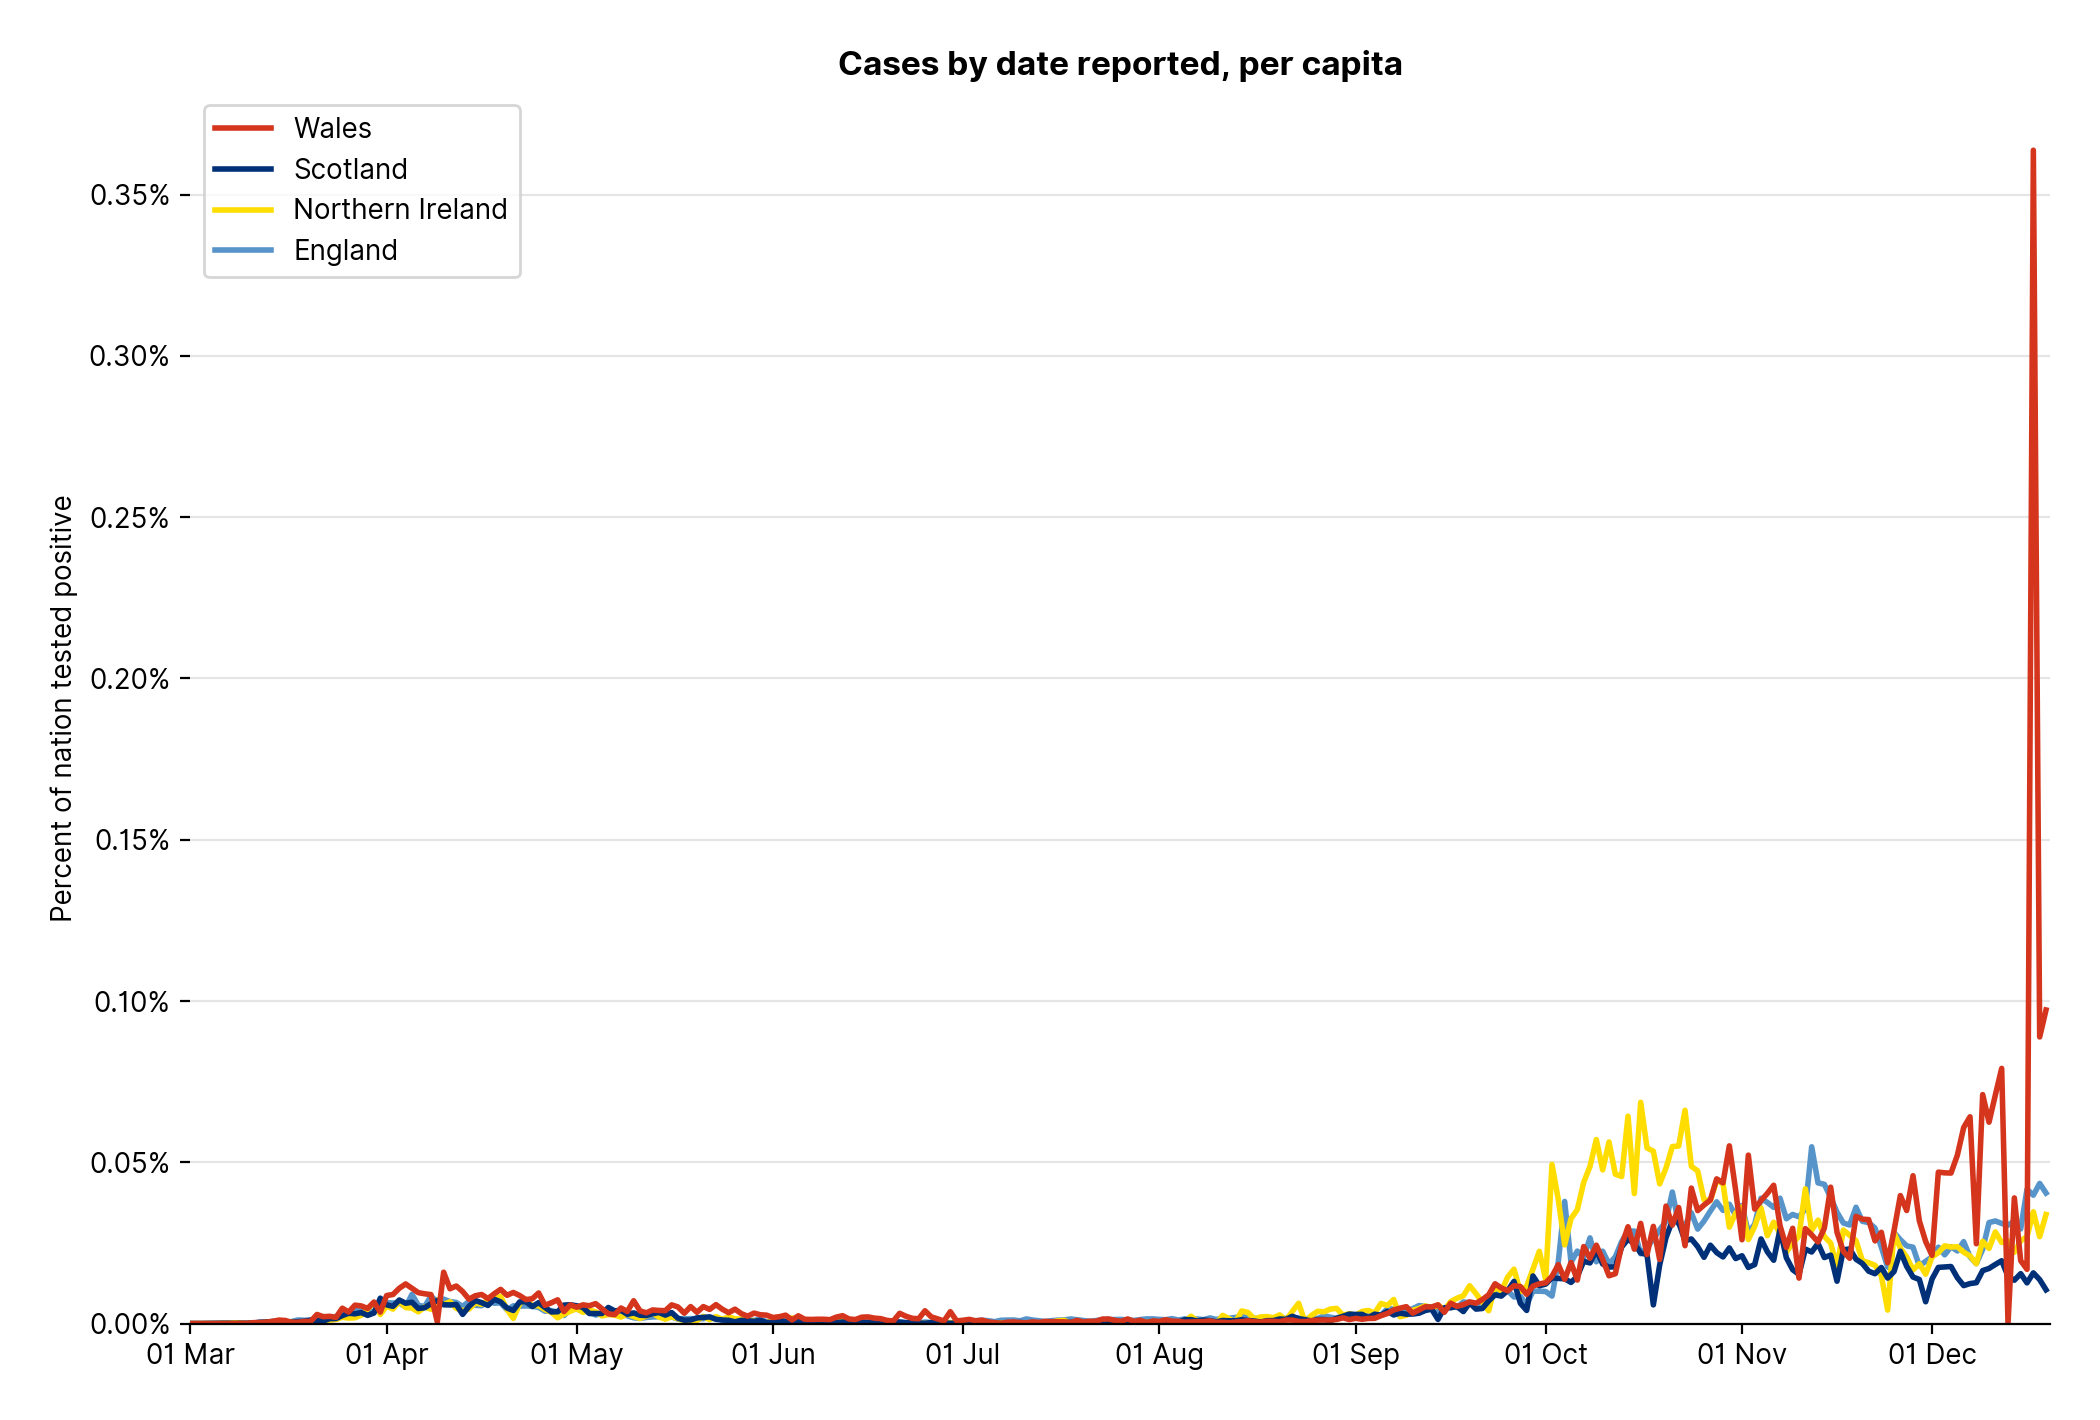 Cases by date reported, per capita
Wales
Scotland
Northern Ireland
England
Percent of nation tested positive
0.35%
0.30%
0.25%
0.20%
0.15%
0.10%
0.05%
0.00%
01 Mar 01 Apr 01 May 01 Jun 01 Jul 01 Aug 01 Sep 01 Oct 01 Nov 01 Dec